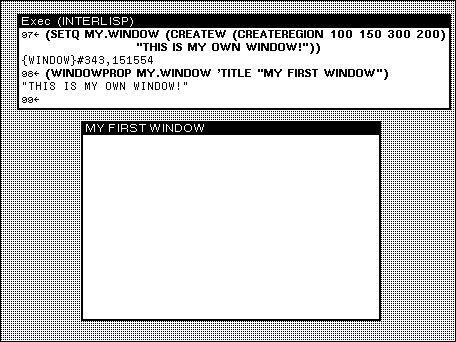 Exec (INTERLISP)
97← (SETQ MY.WINDOW (CREATEW (CREATEREGION 100 150 300 200)
"THIS IS MY OWN WINDOW!"))
{WINDOW}#343,151554
98← (WINDOWPROP MY.WINDOW 'TITLE "MY FIRST WINDOW")
"THIS IS MY OWN WINDOW!"
99←
MY FIRST WINDOW